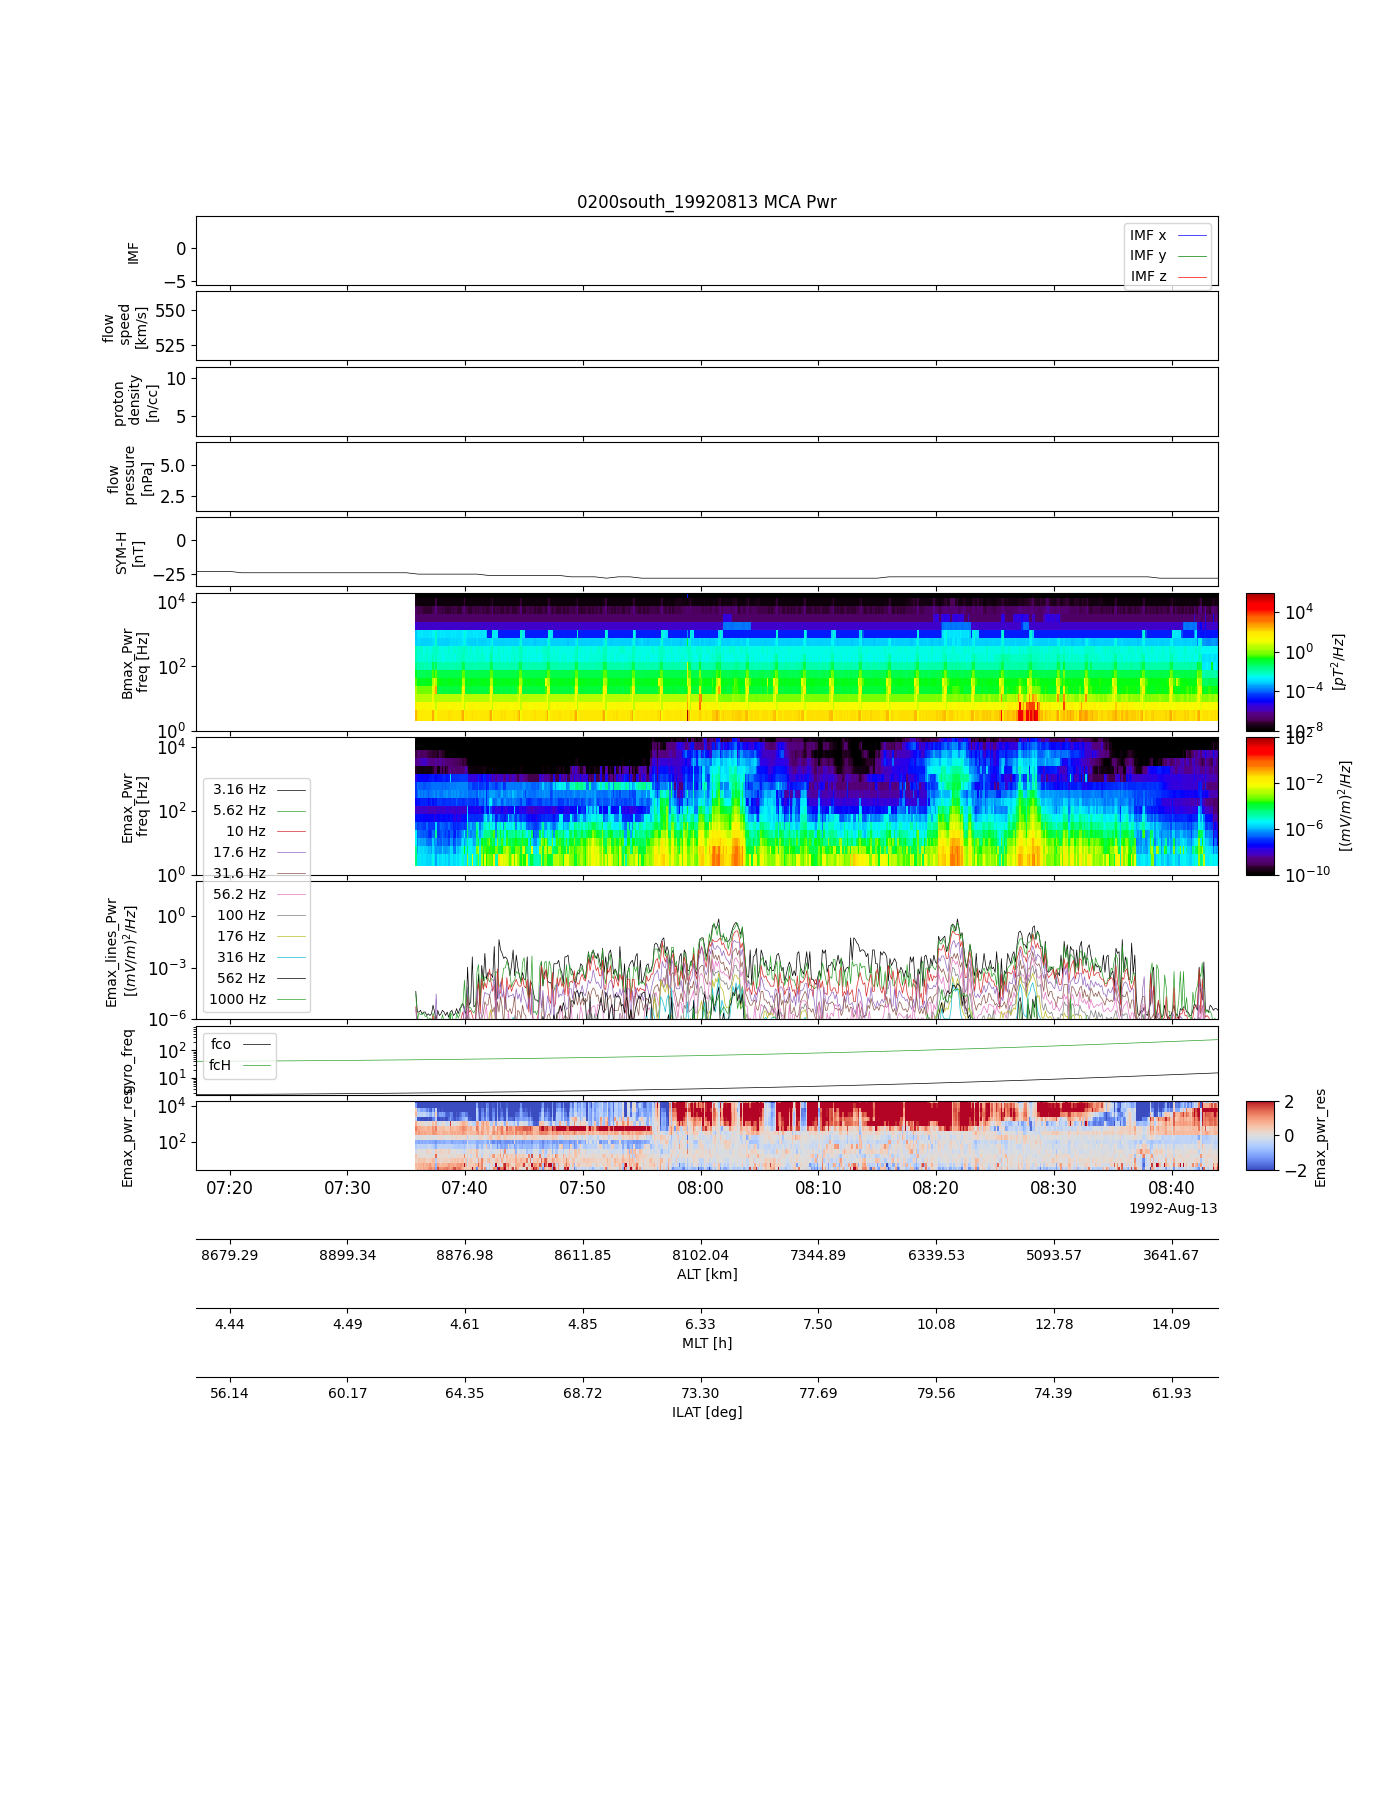 0200south_19920813 MCA Pwr
IMF
0
−5
IMF x
IMF y
IMF z
flow
speed
[km/s]
550
525
proton
density
[n/cc]
10
5
flow
pressure
[nPa]
5.0
2.5
SYM-H
[nT]
0
−25
Bmax_Pwr
freq [Hz]
10^4
10^2
10^0
10^4
10^0
10^−4
10^−8
[pT^2/Hz]
Emax_Pwr
freq [Hz]
10^4
10^2
10^0
10^2
10^−2
10^−6
10^−10
[(mV/m)^2/Hz]
3.16 Hz
5.62 Hz
10 Hz
17.6 Hz
31.6 Hz
56.2 Hz
100 Hz
176 Hz
316 Hz
562 Hz
1000 Hz
Emax_lines_Pwr
[(mV/m)^2/Hz]
10^0
10^−3
10^−6
gyro_freq
10^2
10^1
fco
fcH
Emax_pwr_res
10^4
10^2
2
0
−2
Emax_pwr_res
07:20 07:30 07:40 07:50 08:00 08:10 08:20 08:30 08:40
1992-Aug-13
8679.29 8899.34 8876.98 8611.85 8102.04 7344.89 6339.53 5093.57 3641.67
ALT [km]
4.44 4.49 4.61 4.85 6.33 7.50 10.08 12.78 14.09
MLT [h]
56.14 60.17 64.35 68.72 73.30 77.69 79.56 74.39 61.93
ILAT [deg]